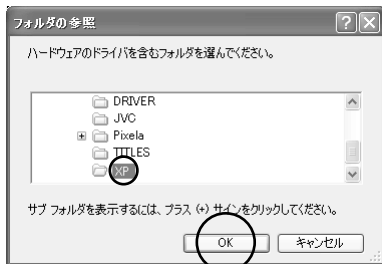 フォルダの参照
ハードウェアのドライバを含むフォルダを選んでください。
DRIVER
JVC
Pixela
TITLES
XP
サブ フォルダを表示するには、プラス (+) サインをクリックしてください。
OK キャンセル